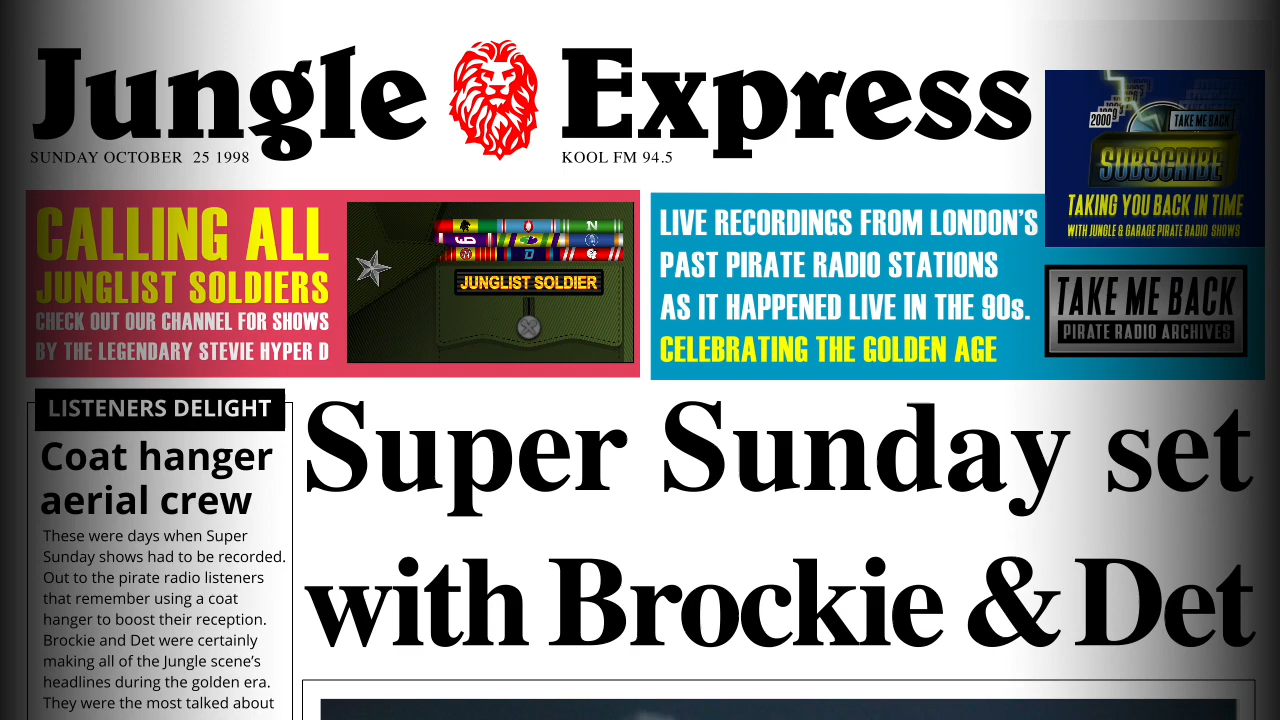 Jungle Express
SUNDAY OCTOBER 25 1998
KOOL FM 94.5
2000
TAKE ME BACK
SUBSCRIBE
TAKING YOU BACK IN TIME
WITH JUNGLE & GARAGE PIRATE RADIO SHOWS
CALLING ALL
JUNGLIST SOLDIERS
CHECK OUT OUR CHANNEL FOR SHOWS
BY THE LEGENDARY STEVIE HYPER D
JUNGLIST SOLDIER
LIVE RECORDINGS FROM LONDON'S
PAST PIRATE RADIO STATIONS
AS IT HAPPENED LIVE IN THE 90s.
CELEBRATING THE GOLDEN AGE
TAKE ME BACK
PIRATE RADIO ARCHIVES
LISTENERS DELIGHT
Coat hanger
aerial crew
These were days when Super
Sunday shows had to be recorded.
Out to the pirate radio listeners
that remember using a coat
hanger to boost their reception.
Brockie and Det were certainly
making all of the Jungle scene's
headlines during the golden era.
They were the most talked about
Super Sunday set
with Brockie & Det